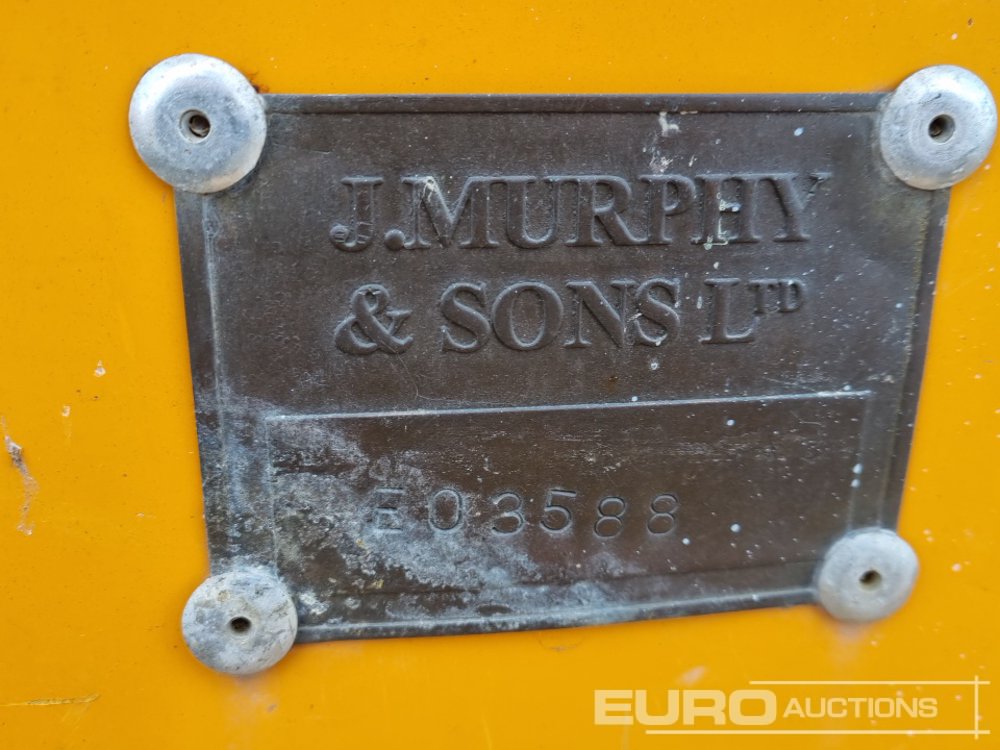 J.MURPHY
& SONS LTD
E03588
EURO AUCTIONS